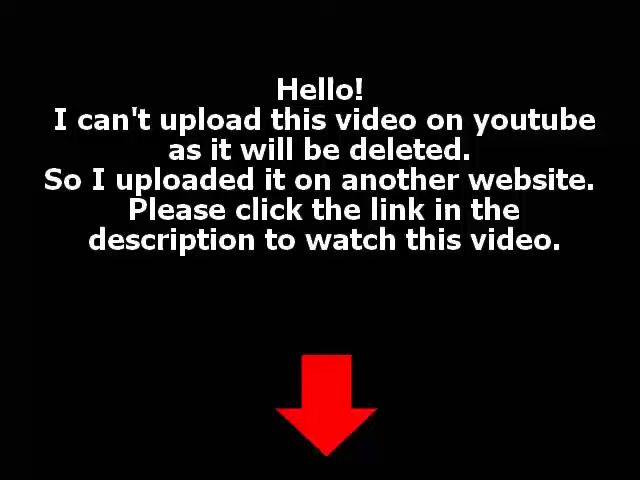 Hello!
I can't upload this video on youtube
as it will be deleted.
So I uploaded it on another website.
Please click the link in the
description to watch this video.